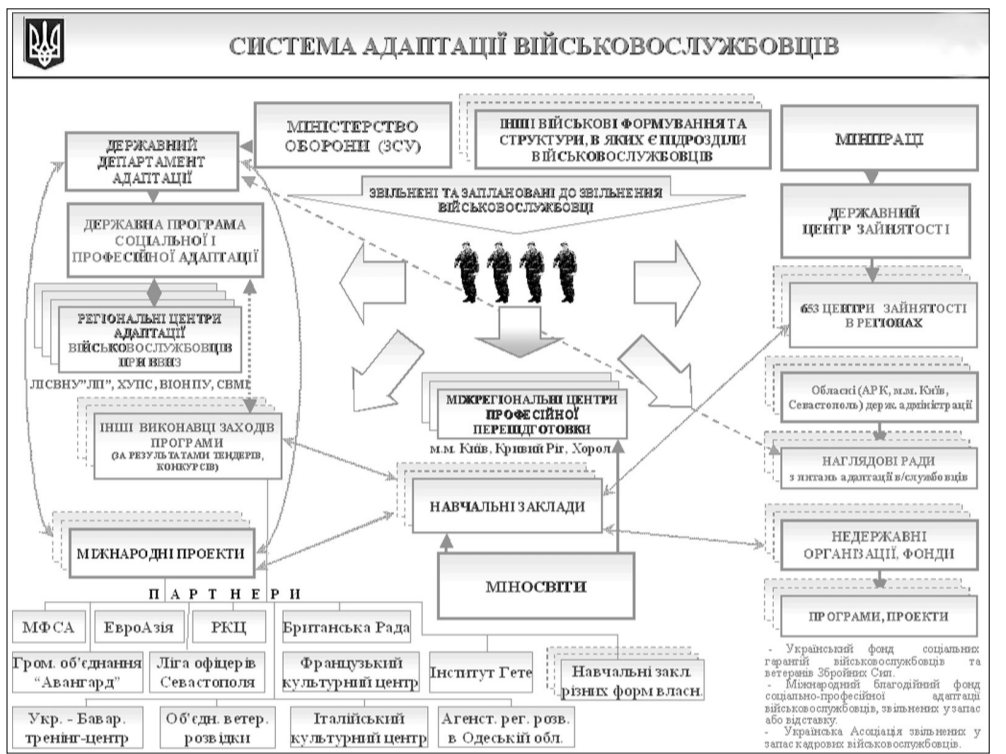 СИСТЕМА АДАПТАЦІЇ ВІЙСЬКОВОСЛУЖБОВЦІВ
ДЕРЖАВНИЙ
ДЕПАРТАМЕНТ
АДАПТАЦІЇ
МІНІСТЕРСТВО
ОБОРОНИ (ЗСУ)
ІНШІ ВІЙСЬКОВІ ФОРМУВАННЯ ТА
СТРУКТУРИ, В ЯКИХ Є ПІДРОЗДІЛИ
ВІЙСЬКОВОСЛУЖБОВЦІВ
МІНПРАЦІ
ЗВІЛЬНЕНІ ТА ЗАПЛАНОВАНІ ДО ЗВІЛЬНЕННЯ
ВІЙСЬКОВОСЛУЖБОВЦІ
ДЕРЖАВНА ПРОГРАМА
СОЦІАЛЬНОЇ І
ПРОФЕСІЙНОЇ АДАПТАЦІЇ
ДЕРЖАВНИЙ
ЦЕНТР ЗАЙНЯТОСТІ
РЕГІОНАЛЬНІ ЦЕНТРИ
АДАПТАЦІЇ
ВІЙСЬКОВОСЛУЖБОВЦІВ
ПРИ ВВНЗ
ЛІСВНУ"ЛП", ХУПС, ВІОНПУ, СВМІ
653 ЦЕНТРИ ЗАЙНЯТОСТІ
В РЕГІОНАХ
Обласні (АРК, м.м. Київ,
Севастополь) держ. адміністрації
МІЖРЕГІОНАЛЬНІ ЦЕНТРИ
ПРОФЕСІЙНОЇ
ПЕРЕПІДГОТОВКИ
м.м. Київ, Кривий Ріг, Хорол
ІНШІ ВИКОНАВЦІ ЗАХОДІВ
ПРОГРАМИ
(ЗА РЕЗУЛЬТАТАМИ ТЕНДЕРІВ,
КОНКУРСІВ)
НАГЛЯДОВІ РАДИ
з питань адаптації в/службовців
НАВЧАЛЬНІ ЗАКЛАДИ
МІЖНАРОДНІ ПРОЕКТИ
НЕДЕРЖАВНІ
ОРГАНІЗАЦІЇ, ФОНДИ
МІНОСВІТИ
П А Р Т Н Е Р И
ПРОГРАМИ, ПРОЕКТИ
МФСА
ЕвроАзія
РКЦ
Британська Рада
Гром. об'єднання
"Авангард"
Ліга офіцерів
Севастополя
Французький
культурний центр
Інститут Гете
Навчальні закл.
різних форм власн.
Укр. - Бавар.
тренінг-центр
Об'єдн. ветер.
розвідки
Італійський
культурний центр
Агенст. рег. розв.
в Одеській обл.
- Український фонд соціальних
гарантій військовослужбовців та
ветеранів Збройних Сил.
- Міжнародний благодійний фонд
соціально-професійної адаптації
військовослужбовців, звільнених у запас
або відставку.
- Українська Асоціація звільнених у
запас кадрових військовослужбовців.